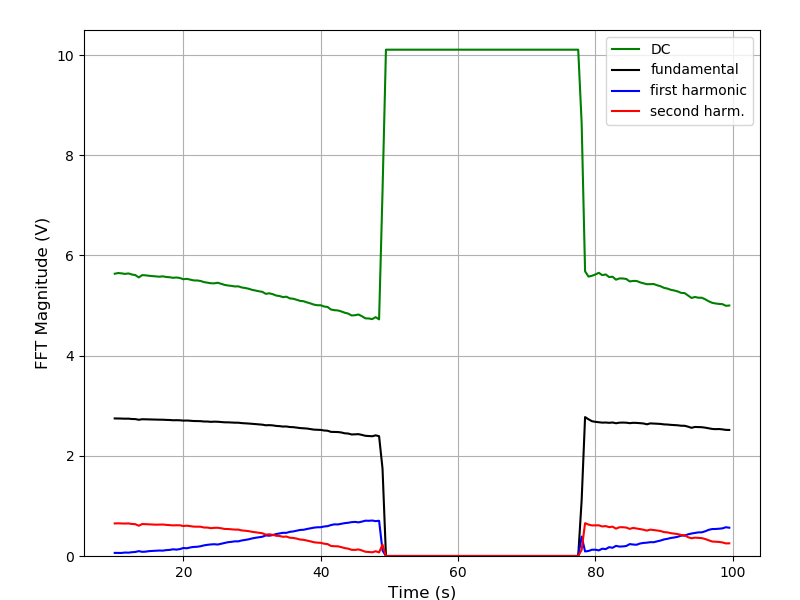 10
8
6
4
2
0
FFT Magnitude (V)
DC
fundamental
first harmonic
second harm.
20
40
60
80
100
Time (s)